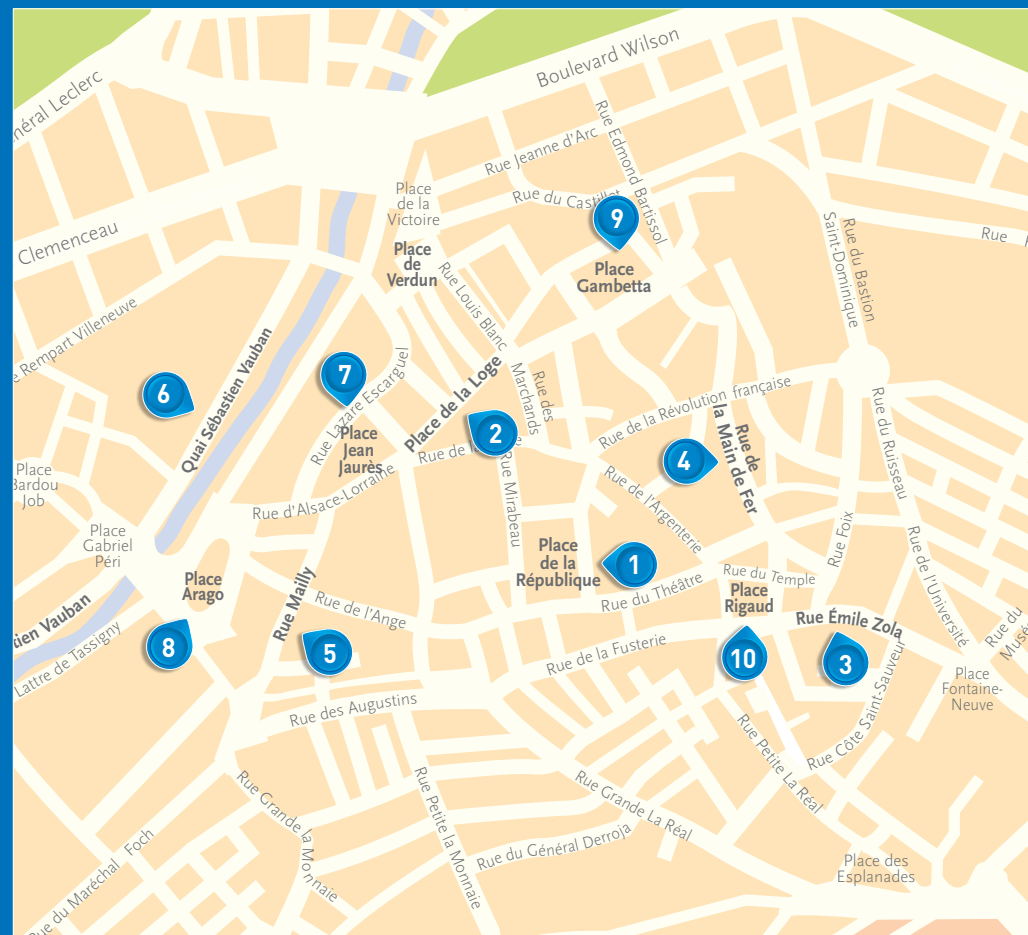 Boulevard Wilson
néral Leclerc
Rue Jeanne d'Arc
Rue Edmond Bartissol
Rue du Castillet
Place
de la
Victoire
9
Clemenceau
Place
de
Verdun
Place
Gambetta
Rue
Rue du Bastion
Saint-Dominique
Rue Louis Blanc
e Rempart Villeneuve
Quai Sébastien Vauban
6
7
Rue Lazare Escarguel
Place de la Loge
Rue des
Marchands
Rue de la Révolution française
Rue de
la Main de Fer
Rue du Ruisseau
2
Place
Jean
Jaurès
Rue de l
4
Place
Bardou
Job
Rue d'Alsace-Lorraine
Rue Mirabeau
Rue de l'Argenterie
Place
Gabriel
Péri
Place
de la
République
1
Rue Foix
Rue de l'Université
Place
Arago
Rue Mailly
Rue de l'Ange
Rue du Théâtre
Rue du Temple
Place
Rigaud
Rue Émile Zola
Rue du
Musé
tien Vauban
Lattre de Tassigny
8
5
Rue de la Fusterie
10
3
Place
Fontaine-
Neuve
Rue des Augustins
Rue Côte Saint-Sauveur
Rue Petite La Réal
Rue Grande la Monnaie
Rue Petite la Monnaie
Rue Grande La Réal
Rue du Général Derroja
Rue du Maréchal Foch
Place des
Esplanades